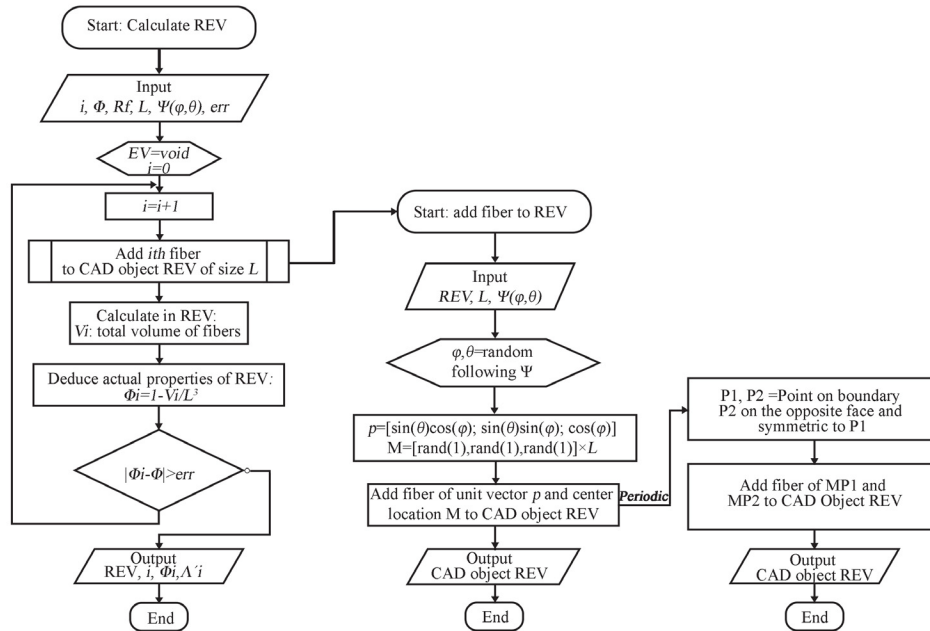 Start: Calculate REV
Input
i, Φ, Rf, L, Ψ(φ,θ), err
EV=void
i=0
i=i+1
Add ith fiber
to CAD object REV of size L
Calculate in REV:
Vi: total volume of fibers
Deduce actual properties of REV:
Φi=1-Vi/L³
|Φi-Φ|>err
Output
REV, i, Φi,Λ´i
End
Start: add fiber to REV
Input
REV, L, Ψ(φ,θ)
φ,θ=random
following Ψ
p=[sin(θ)cos(φ); sin(θ)sin(φ); cos(φ)]
M=[rand(1),rand(1),rand(1)]×L
Add fiber of unit vector p and center
location M to CAD object REV
Periodic
Output
CAD object REV
End
P1, P2 =Point on boundary
P2 on the opposite face and
symmetric to P1
Add fiber of MP1 and
MP2 to CAD Object REV
Output
CAD object REV
End